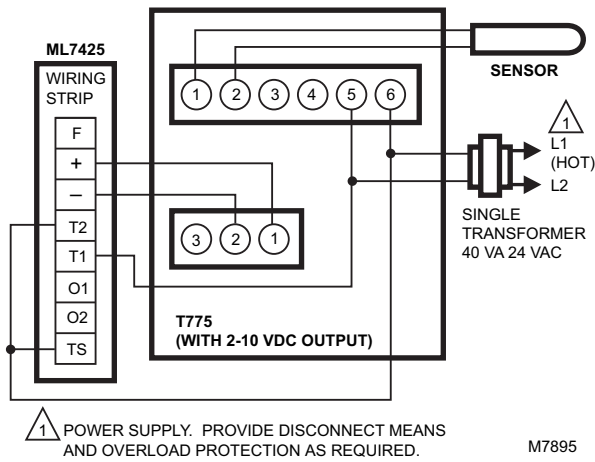 ML7425
WIRING
STRIP
F
+
–
T2
T1
O1
O2
TS
1 2 3 4 5 6
3 2 1
T775
(WITH 2-10 VDC OUTPUT)
SENSOR
1
L1
(HOT)
L2
SINGLE
TRANSFORMER
40 VA 24 VAC
1 POWER SUPPLY. PROVIDE DISCONNECT MEANS
AND OVERLOAD PROTECTION AS REQUIRED.
M7895